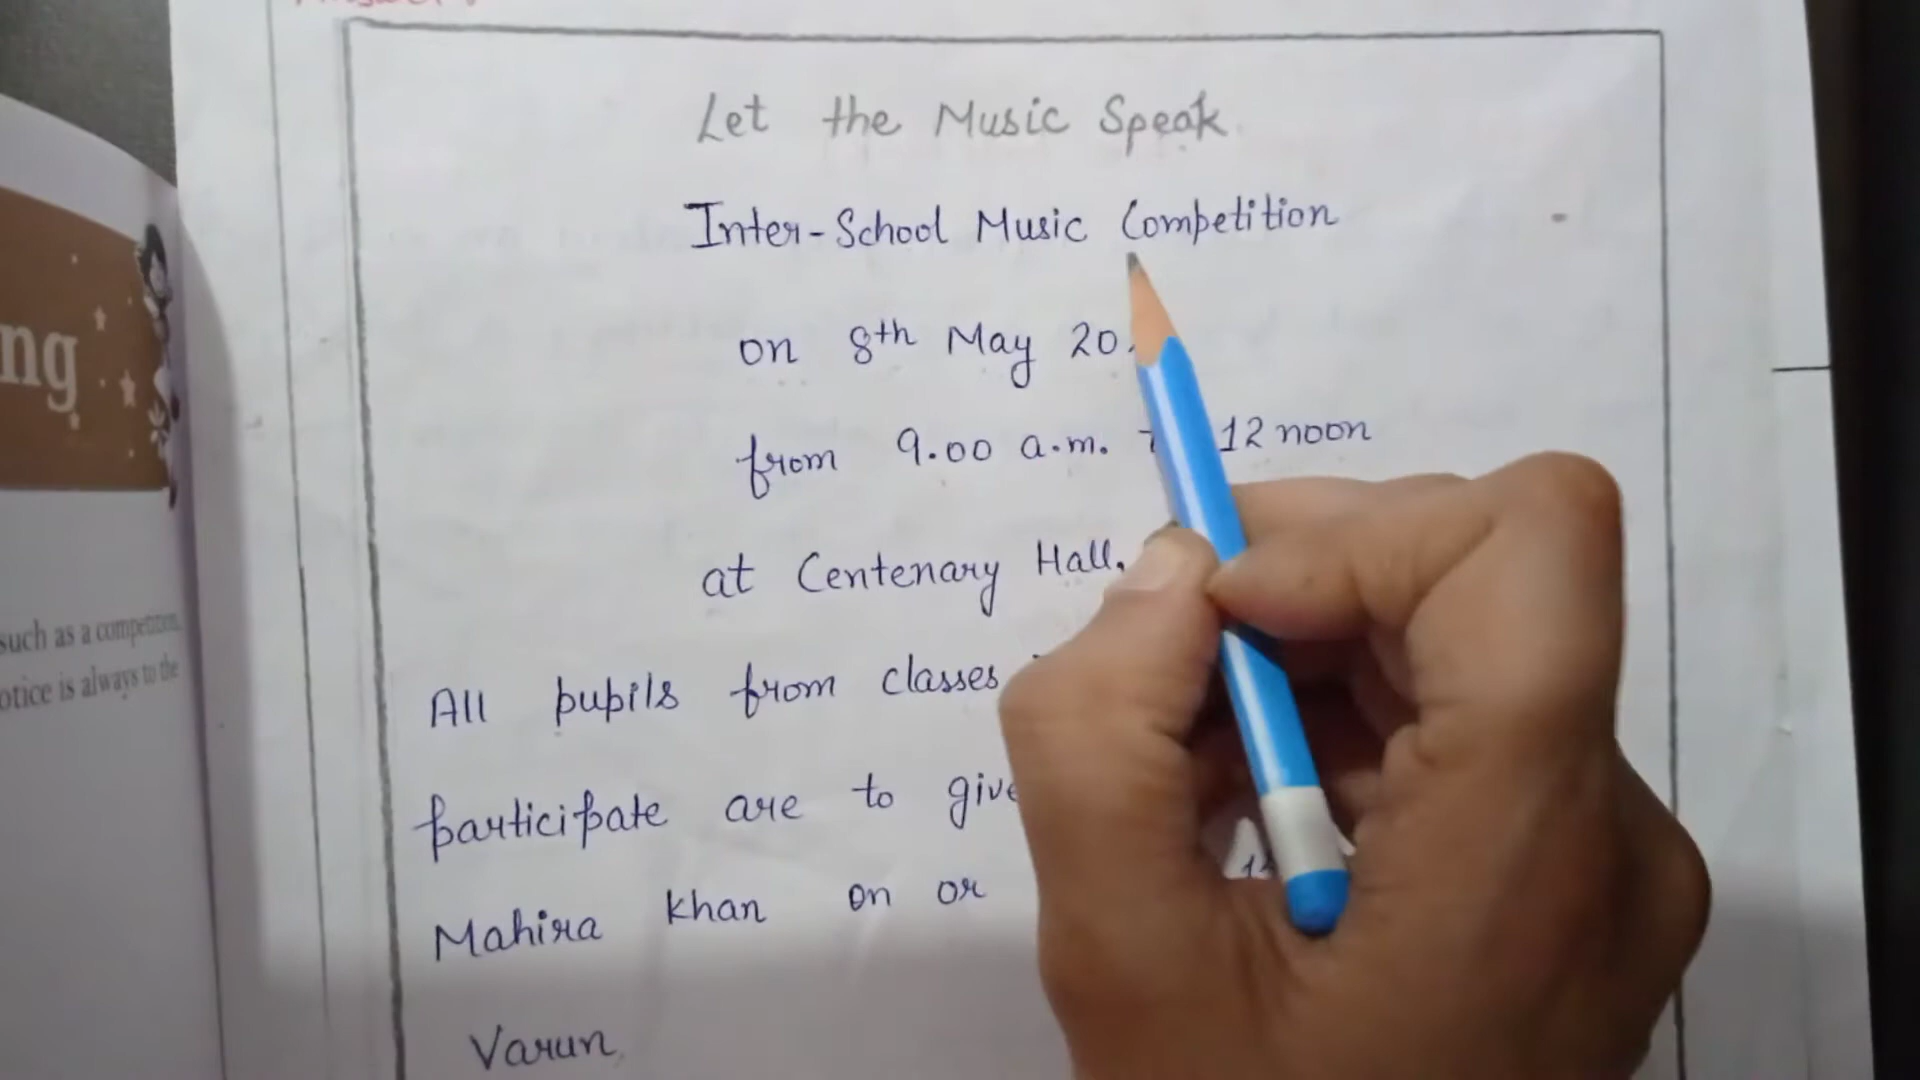 Let the Music Speak
Inter-School Music Competition
on 8th May 20
from 9.00 a.m. 12 noon
at Centenary Hall,
All pupils from classes
participate are to give
Mahira khan on or
Varun
ng
such as a competition,
otice is always to the